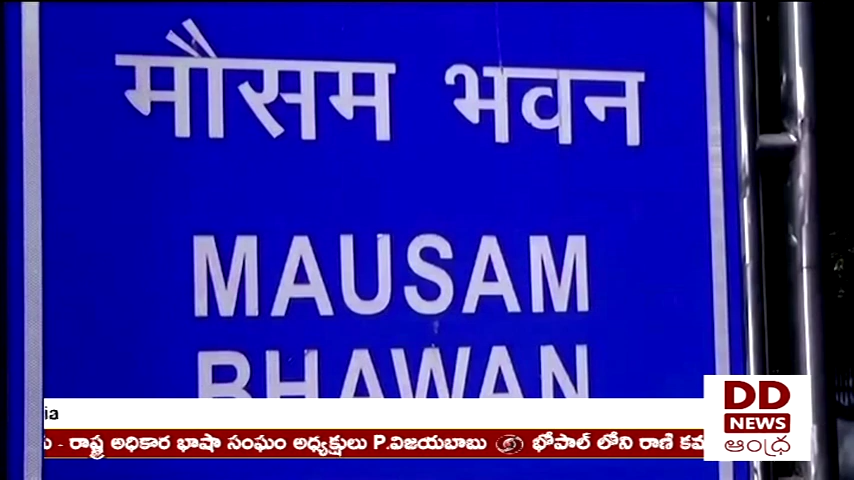 मौसम भवन
MAUSAM
BHAWAN
ia
- రాష్ట్ర అధికార భాషా సంఘం అధ్యక్షులు P.విజయబాబు భోపాల్ లోని రాణి
DD
NEWS
ఆంధ్ర